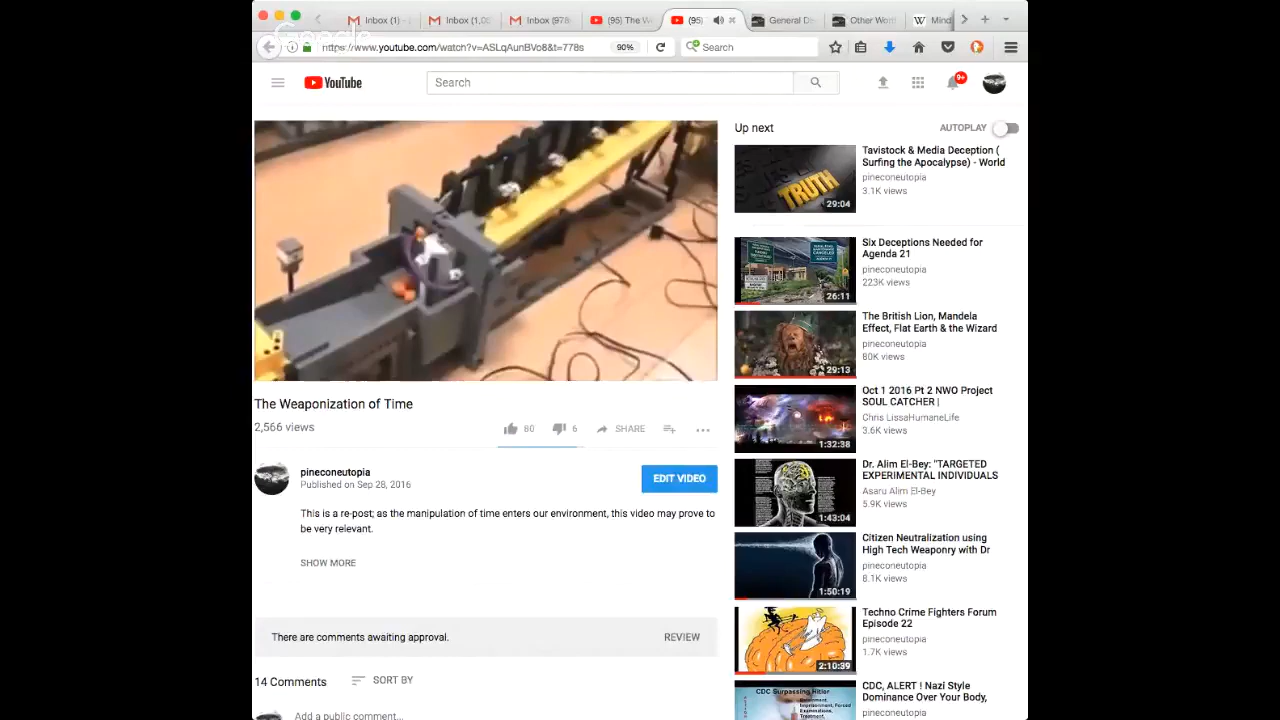 Inbox (1) –
Inbox (1,00
Inbox (978
(95) The W
(95)
General Di
Other Wor
Mind
Google
https://www.youtube.com/watch?v=ASLqAunBVo8&t=778s
90%
Search
YouTube
Search
9+
Up next
AUTOPLAY
TRUTH
29:04
Tavistock & Media Deception (
Surfing the Apocalypse) - World
pineconeutopia
3.1K views
26:11
Six Deceptions Needed for
Agenda 21
pineconeutopia
223K views
29:13
The British Lion, Mandela
Effect, Flat Earth & the Wizard
pineconeutopia
80K views
1:32:38
Oct 1 2016 Pt 2 NWO Project
SOUL CATCHER |
Chris LissaHumaneLife
3.6K views
1:43:04
Dr. Alim El-Bey: "TARGETED
EXPERIMENTAL INDIVIDUALS
Asaru Alim El-Bey
5.9K views
1:50:19
Citizen Neutralization using
High Tech Weaponry with Dr
pineconeutopia
8.1K views
2:10:39
Techno Crime Fighters Forum
Episode 22
pineconeutopia
1.7K views
CDC Surpassing Hitler
CDC, ALERT ! Nazi Style
Dominance Over Your Body,
The Weaponization of Time
2,566 views
80
6
SHARE
pineconeutopia
Published on Sep 28, 2016
EDIT VIDEO
This is a re-post; as the manipulation of time enters our environment, this video may prove to
be very relevant.
SHOW MORE
There are comments awaiting approval.
REVIEW
14 Comments
SORT BY
Add a public comment...